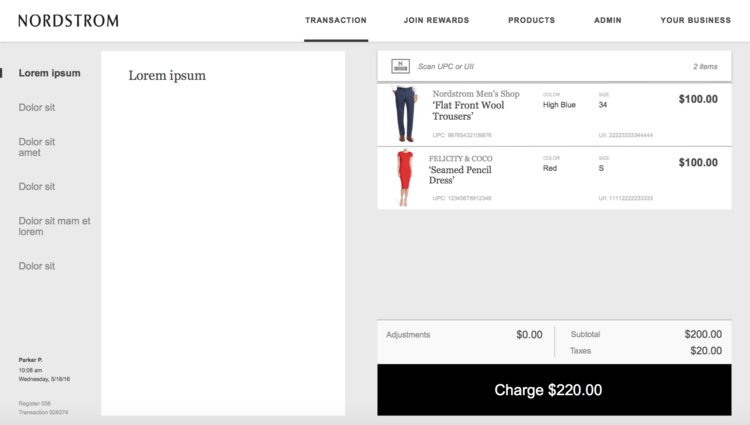 NORDSTROM
TRANSACTION JOIN REWARDS PRODUCTS ADMIN YOUR BUSINESS
Lorem ipsum
Dolor sit
Dolor sit
amet
Dolor sit
Dolor sit mam et
lorem
Dolor sit
Parker P.
10:08 am
Wednesday, 5/18/16
Register 036
Transaction 928374
Lorem ipsum
N
Scan UPC or UII 2 items
Nordstrom Men's Shop
'Flat Front Wool
Trousers'
UPC: 98765432109876
COLOR
High Blue
SIZE
34
UII: 22223333344444
$100.00
FELICITY & COCO
'Seamed Pencil
Dress'
UPC: 12345678912346
COLOR
Red
SIZE
S
UII: 11112222233333
$100.00
Adjustments $0.00
Subtotal $200.00
Taxes $20.00
Charge $220.00